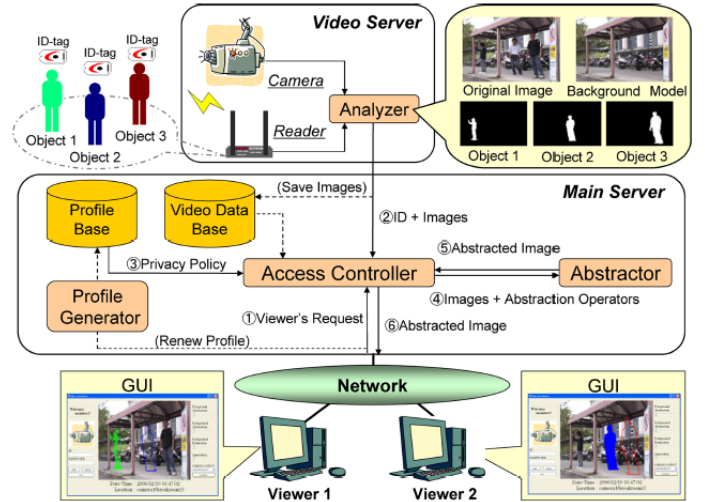 Video Server
ID-tag
ID-tag
ID-tag
Object 1
Object 2
Object 3
Camera
Reader
Analyzer
Original Image
Background Model
Object 1
Object 2
Object 3
Main Server
(Save Images)
Profile
Base
Video Data
Base
②ID + Images
③Privacy Policy
⑤Abstracted Image
Access Controller
Abstractor
④Images + Abstraction Operators
Profile
Generator
①Viewer's Request
⑥Abstracted Image
(Renew Profile)
Network
GUI
GUI
Viewer 1
Viewer 2